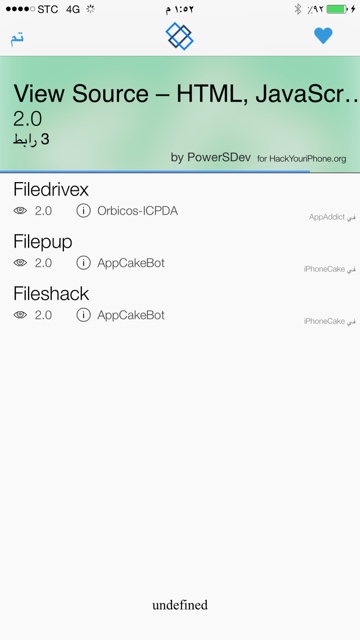 STC 4G ١:٥٢ م ٪٩٢
تم
View Source – HTML, JavaScr...
2.0
3 رابط
by PowerSDev for HackYouriPhone.org
Filedrivex
2.0 Orbicos-ICPDA
في AppAddict
Filepup
2.0 AppCakeBot
في iPhoneCake
Fileshack
2.0 AppCakeBot
في iPhoneCake
undefined